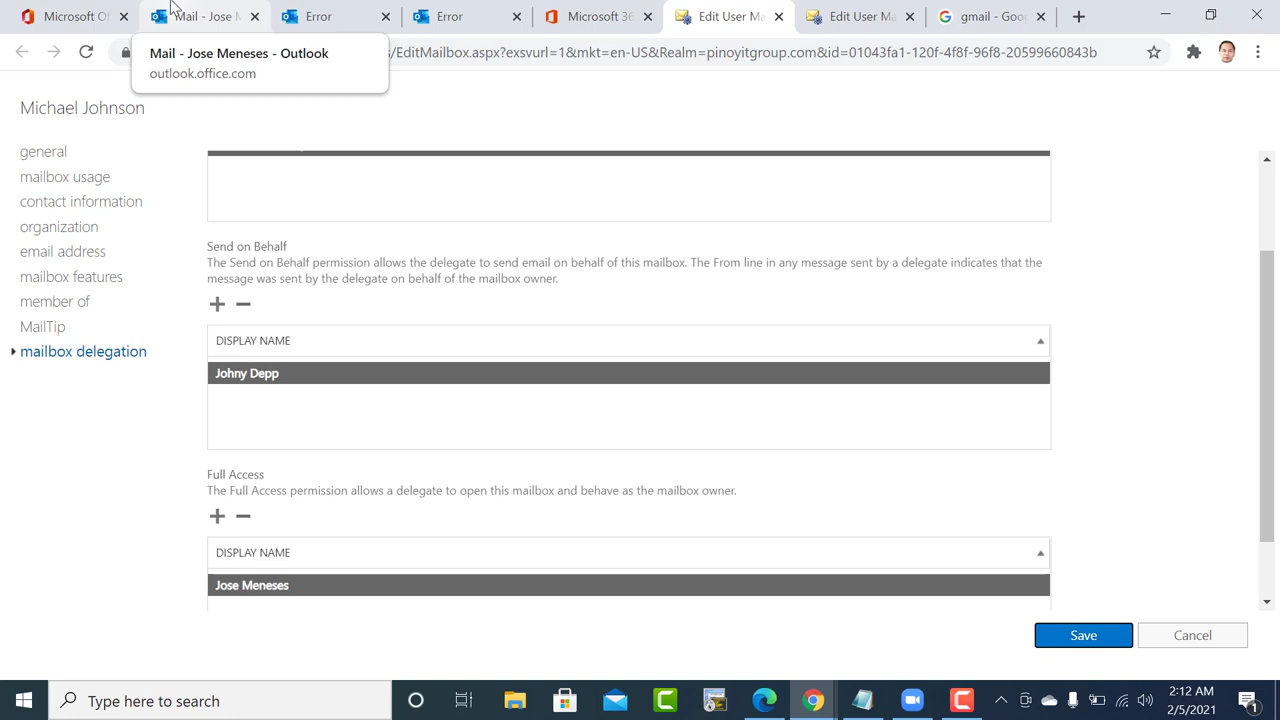 Microsoft Of
Mail - Jose M
Error
Error
Microsoft 36
Edit User Ma
Edit User Ma
gmail - Goo
s/EditMailbox.aspx?exsvurl=1&mkt=en-US&Realm=pinoyitgroup.com&id=01043fa1-120f-4f8f-96f8-20599660843b
Mail - Jose Meneses - Outlook
outlook.office.com
Michael Johnson
general
mailbox usage
contact information
organization
email address
mailbox features
member of
MailTip
mailbox delegation
Send on Behalf
The Send on Behalf permission allows the delegate to send email on behalf of this mailbox. The From line in any message sent by a delegate indicates that the
message was sent by the delegate on behalf of the mailbox owner.
DISPLAY NAME
Johny Depp
Full Access
The Full Access permission allows a delegate to open this mailbox and behave as the mailbox owner.
DISPLAY NAME
Jose Meneses
Save
Cancel
Type here to search
2:12 AM
2/5/2021
1